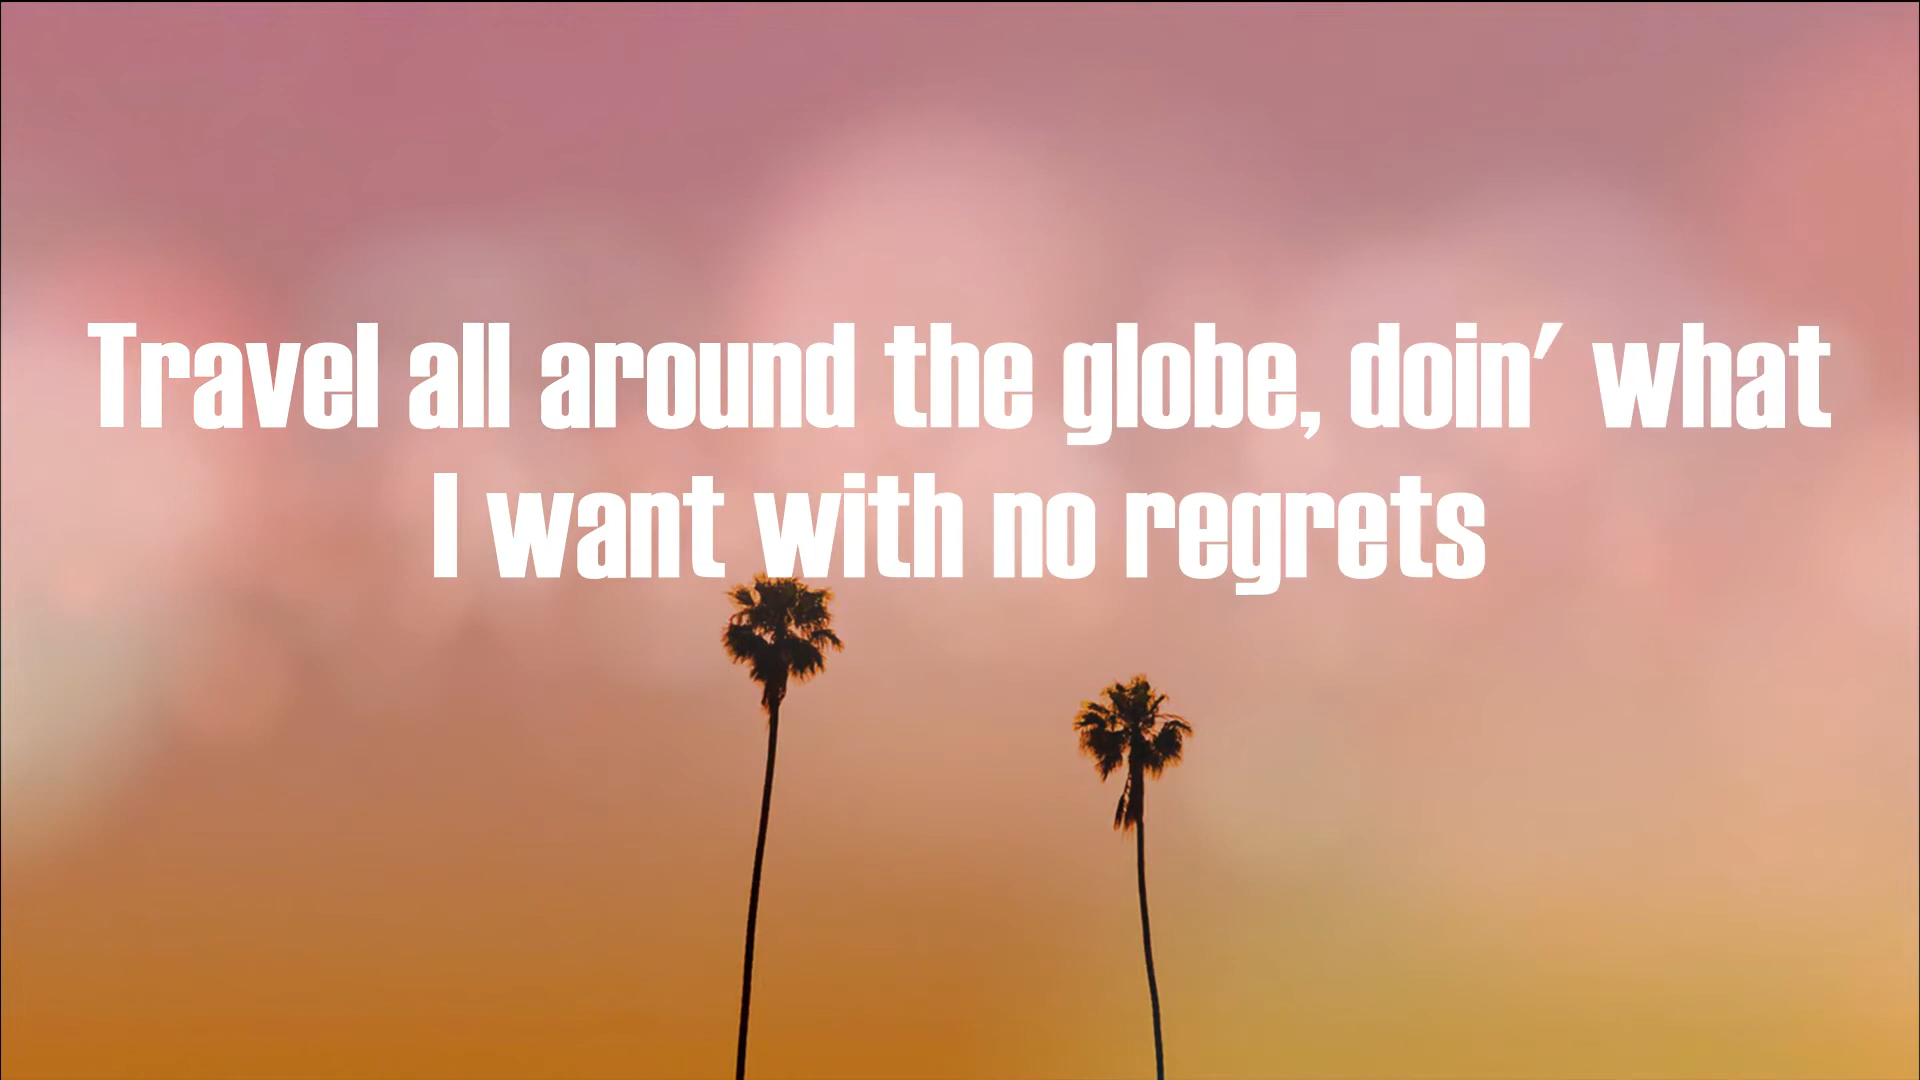 Travel all around the globe, doin' what
I want with no regrets